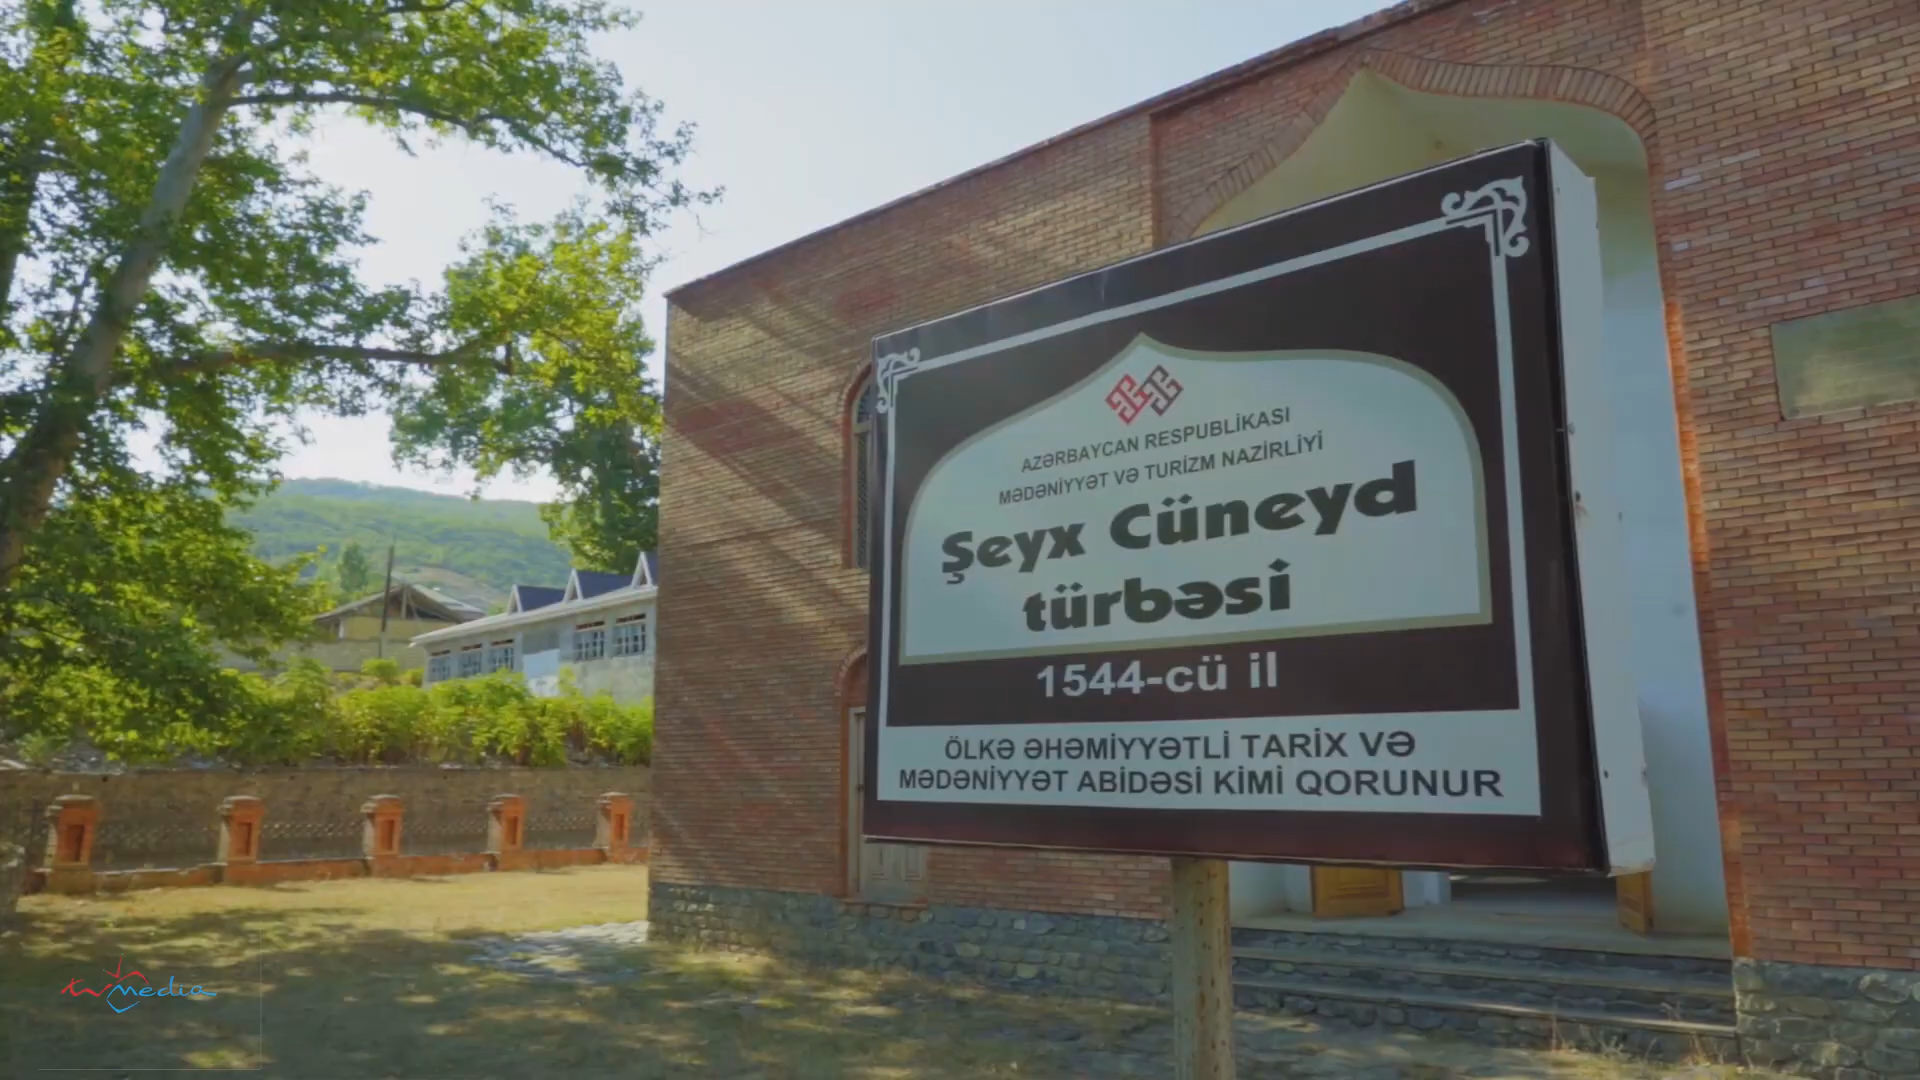 AZƏRBAYCAN RESPUBLİKASI
MƏDƏNİYYƏT VƏ TURİZM NAZİRLİYİ
Şeyx Cüneyd
türbəsi
1544-cü il
ÖLKƏ ƏHƏMİYYƏTLİ TARİX VƏ
MƏDƏNİYYƏT ABİDƏSİ KİMİ QORUNUR
tv media